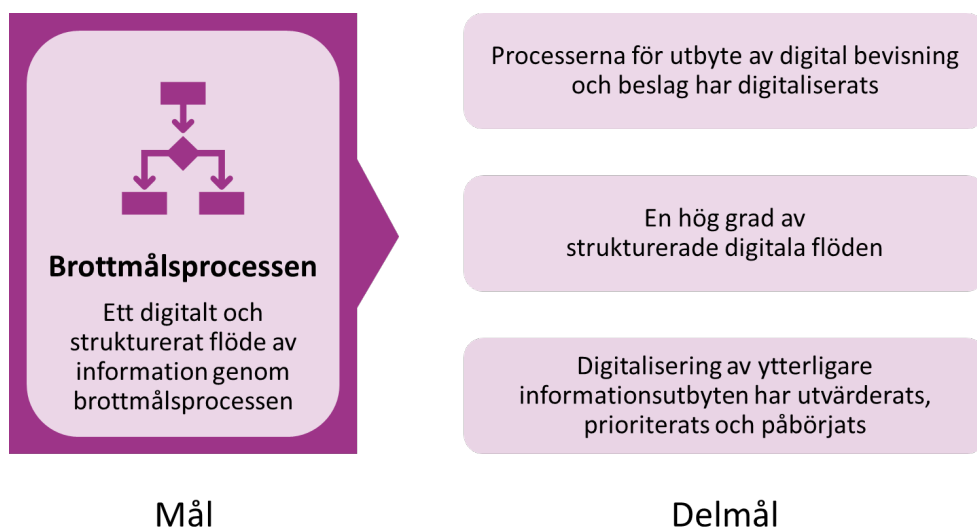 Brottmålsprocessen
Ett digitalt och
strukturerat flöde av
information genom
brottmålsprocessen
Mål
Processerna för utbyte av digital bevisning
och beslag har digitaliserats
En hög grad av
strukturerade digitala flöden
Digitalisering av ytterligare
informationsutbyten har utvärderats,
prioriterats och påbörjats
Delmål